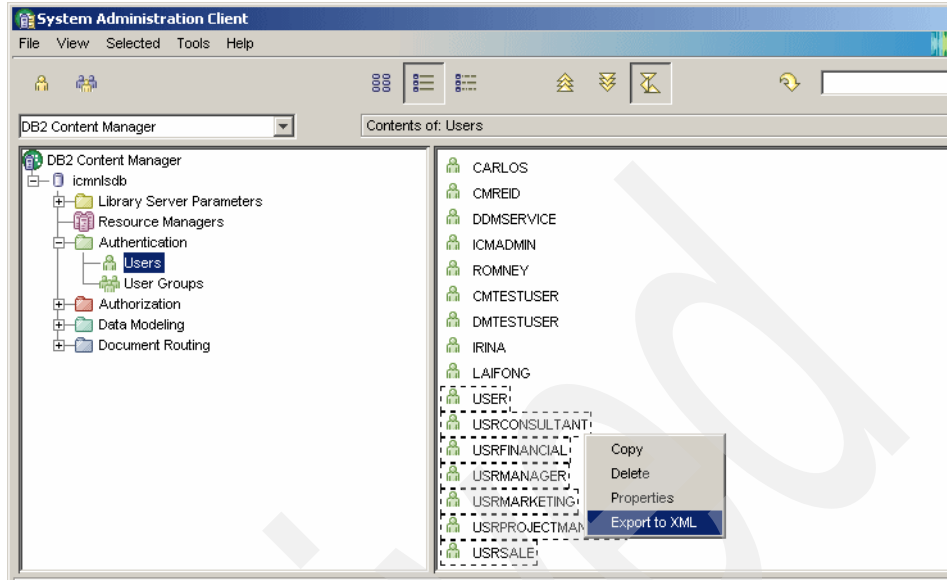 System Administration Client
File View Selected Tools Help
DB2 Content Manager
Contents of: Users
DB2 Content Manager
icmnlsdb
Library Server Parameters
Resource Managers
Authentication
Users
User Groups
Authorization
Data Modeling
Document Routing
CARLOS
CMREID
DDMSERVICE
ICMADMIN
ROMNEY
CMTESTUSER
DMTESTUSER
IRINA
LAIFONG
USER
USRCONSULTANT
USRFINANCIAL
USRMANAGER
USRMARKETING
USRPROJECTMAN
USRSALE
Copy
Delete
Properties
Export to XML